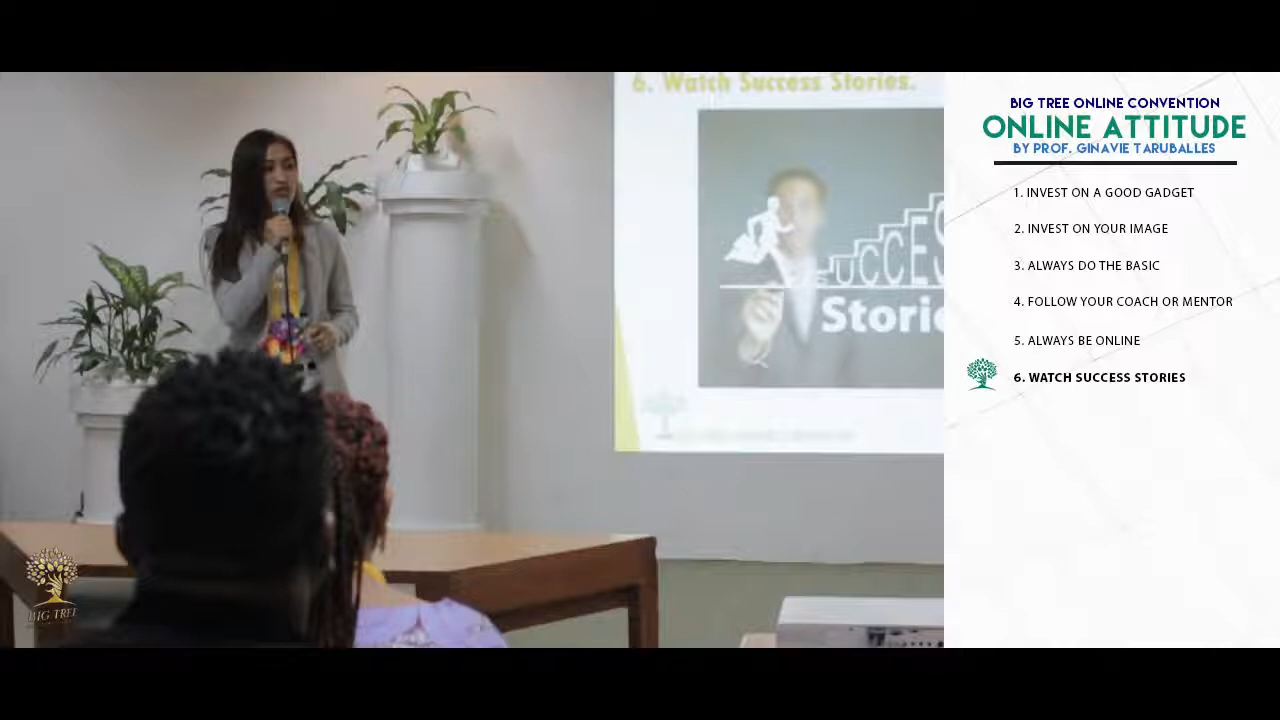 6. Watch Success Stories.
SUCCES
Storie
BIG TREE
BIG TREE ONLINE CONVENTION
ONLINE ATTITUDE
BY PROF. GINAVIE TARUBALLES
1. INVEST ON A GOOD GADGET
2. INVEST ON YOUR IMAGE
3. ALWAYS DO THE BASIC
4. FOLLOW YOUR COACH OR MENTOR
5. ALWAYS BE ONLINE
6. WATCH SUCCESS STORIES